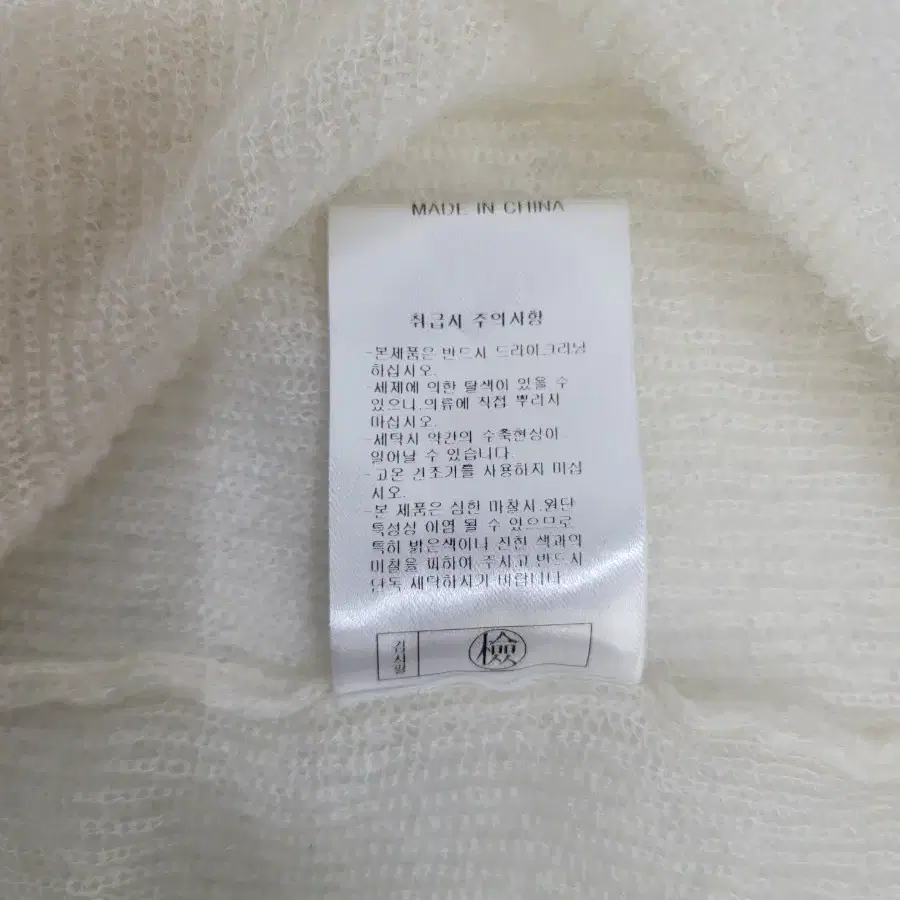 MADE IN CHINA
취급시 주의사항
-본제품은 반드시 드라이크리닝
하십시오.
-세제에 의한 탈색이 있을 수
있으니,의류에 직접 뿌리시
마십시오.
-세탁시 약간의 수축현상이
일어날 수 있습니다.
-고온 건조기를 사용하지 마십
시오.
-본 제품은 심한 마찰시,원단
특성상 이염 될 수 있으므로
특히 밝은색이나 진한 색과의
마찰을 피하여 주시고 반드시
단독 세탁하시기 바랍니다.
검사필
檢